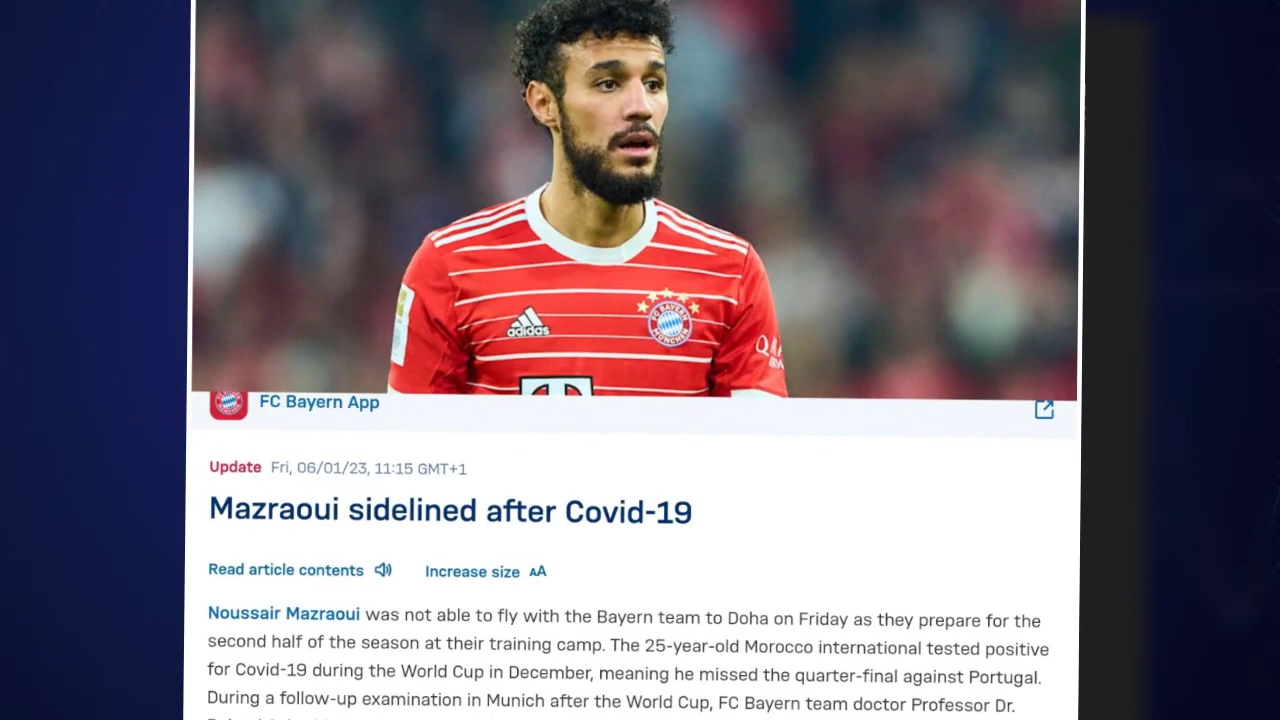 adidas
FC BAYERN
MÜNCHEN
T
FC Bayern App
Update Fri, 06/01/23, 11:15 GMT+1
Mazraoui sidelined after Covid-19
Read article contents
Increase size AA
Noussair Mazraoui was not able to fly with the Bayern team to Doha on Friday as they prepare for the
second half of the season at their training camp. The 25-year-old Morocco international tested positive
for Covid-19 during the World Cup in December, meaning he missed the quarter-final against Portugal.
During a follow-up examination in Munich after the World Cup, FC Bayern team doctor Professor Dr.